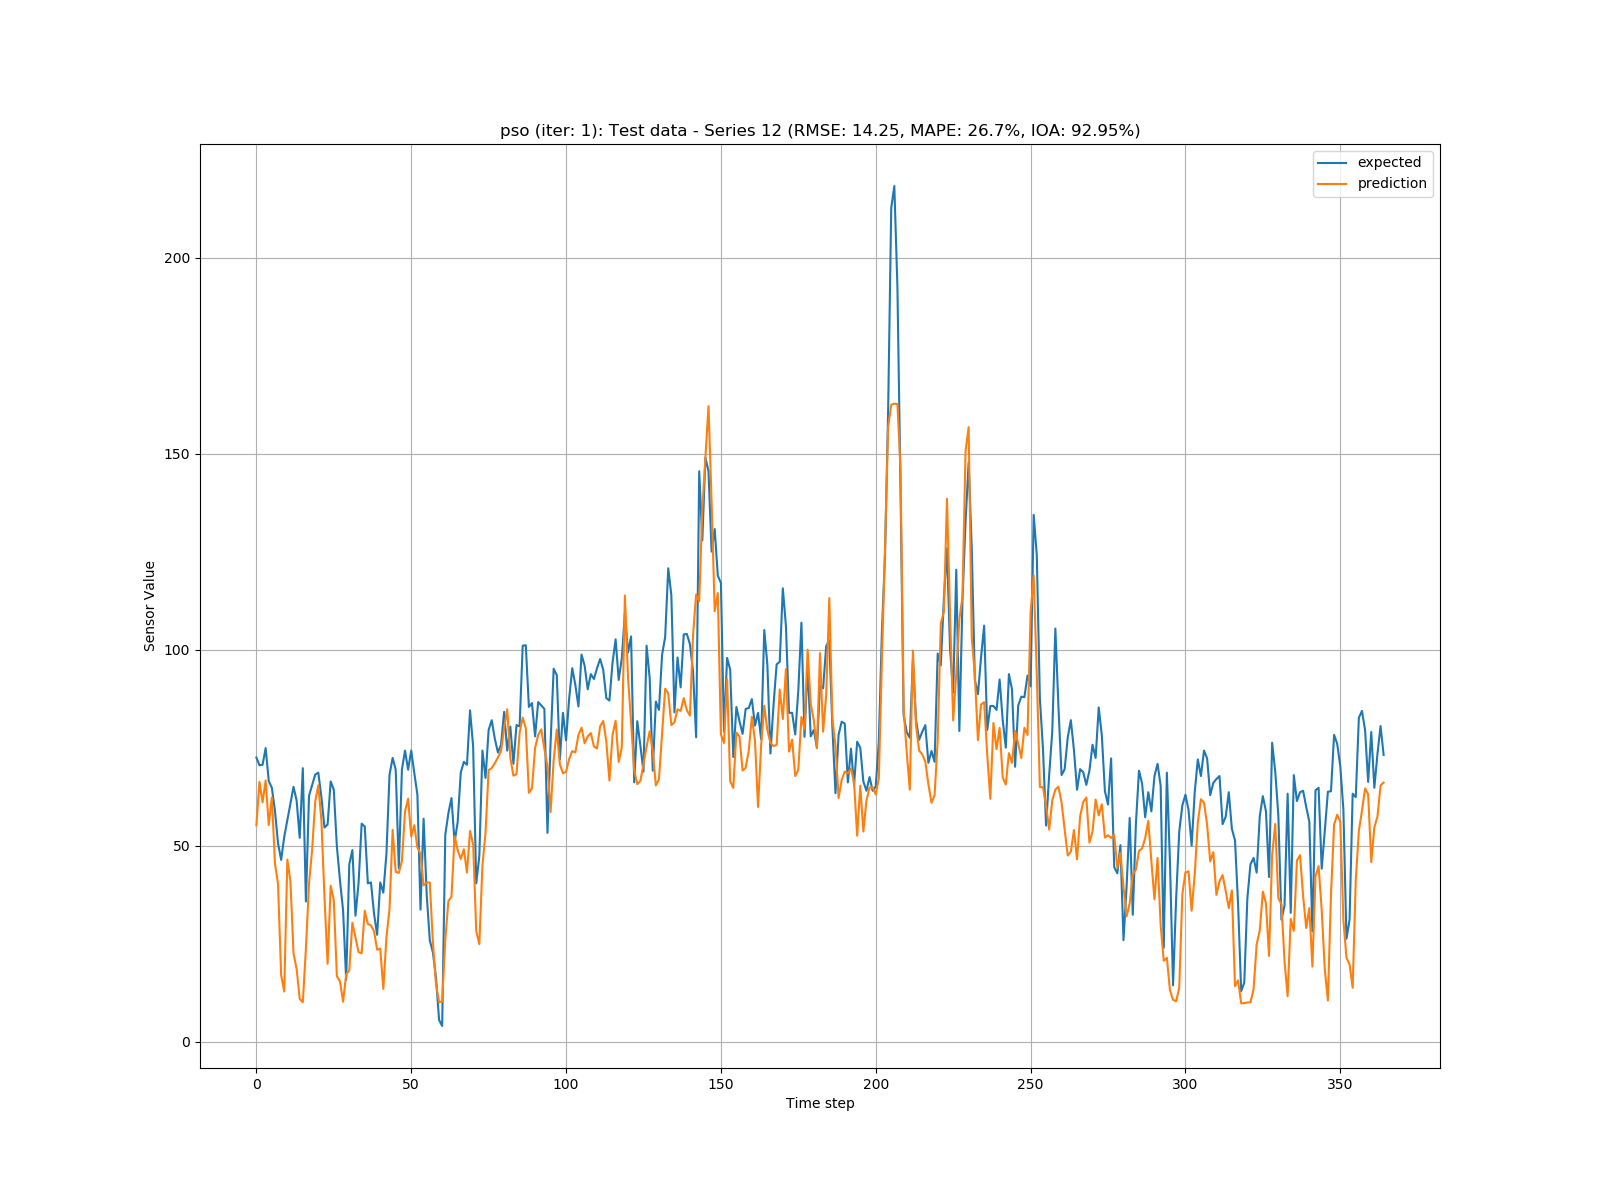 pso (iter: 1): Test data - Series 12 (RMSE: 14.25, MAPE: 26.7%, IOA: 92.95%)
expected
prediction
200
150
100
50
0
Sensor Value
0 50 100 150 200 250 300 350
Time step